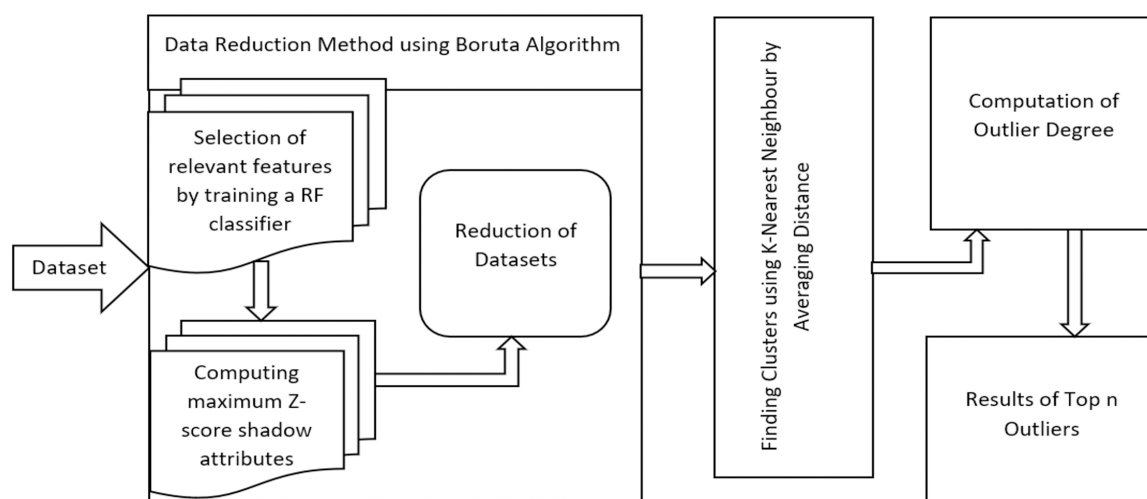 Data Reduction Method using Boruta Algorithm
Selection of
relevant features
by training a RF
classifier
Dataset
Reduction of
Datasets
Computing
maximum Z-
score shadow
attributes
Finding Clusters using K-Nearest Neighbour by
Averaging Distance
Computation of
Outlier Degree
Results of Top n
Outliers